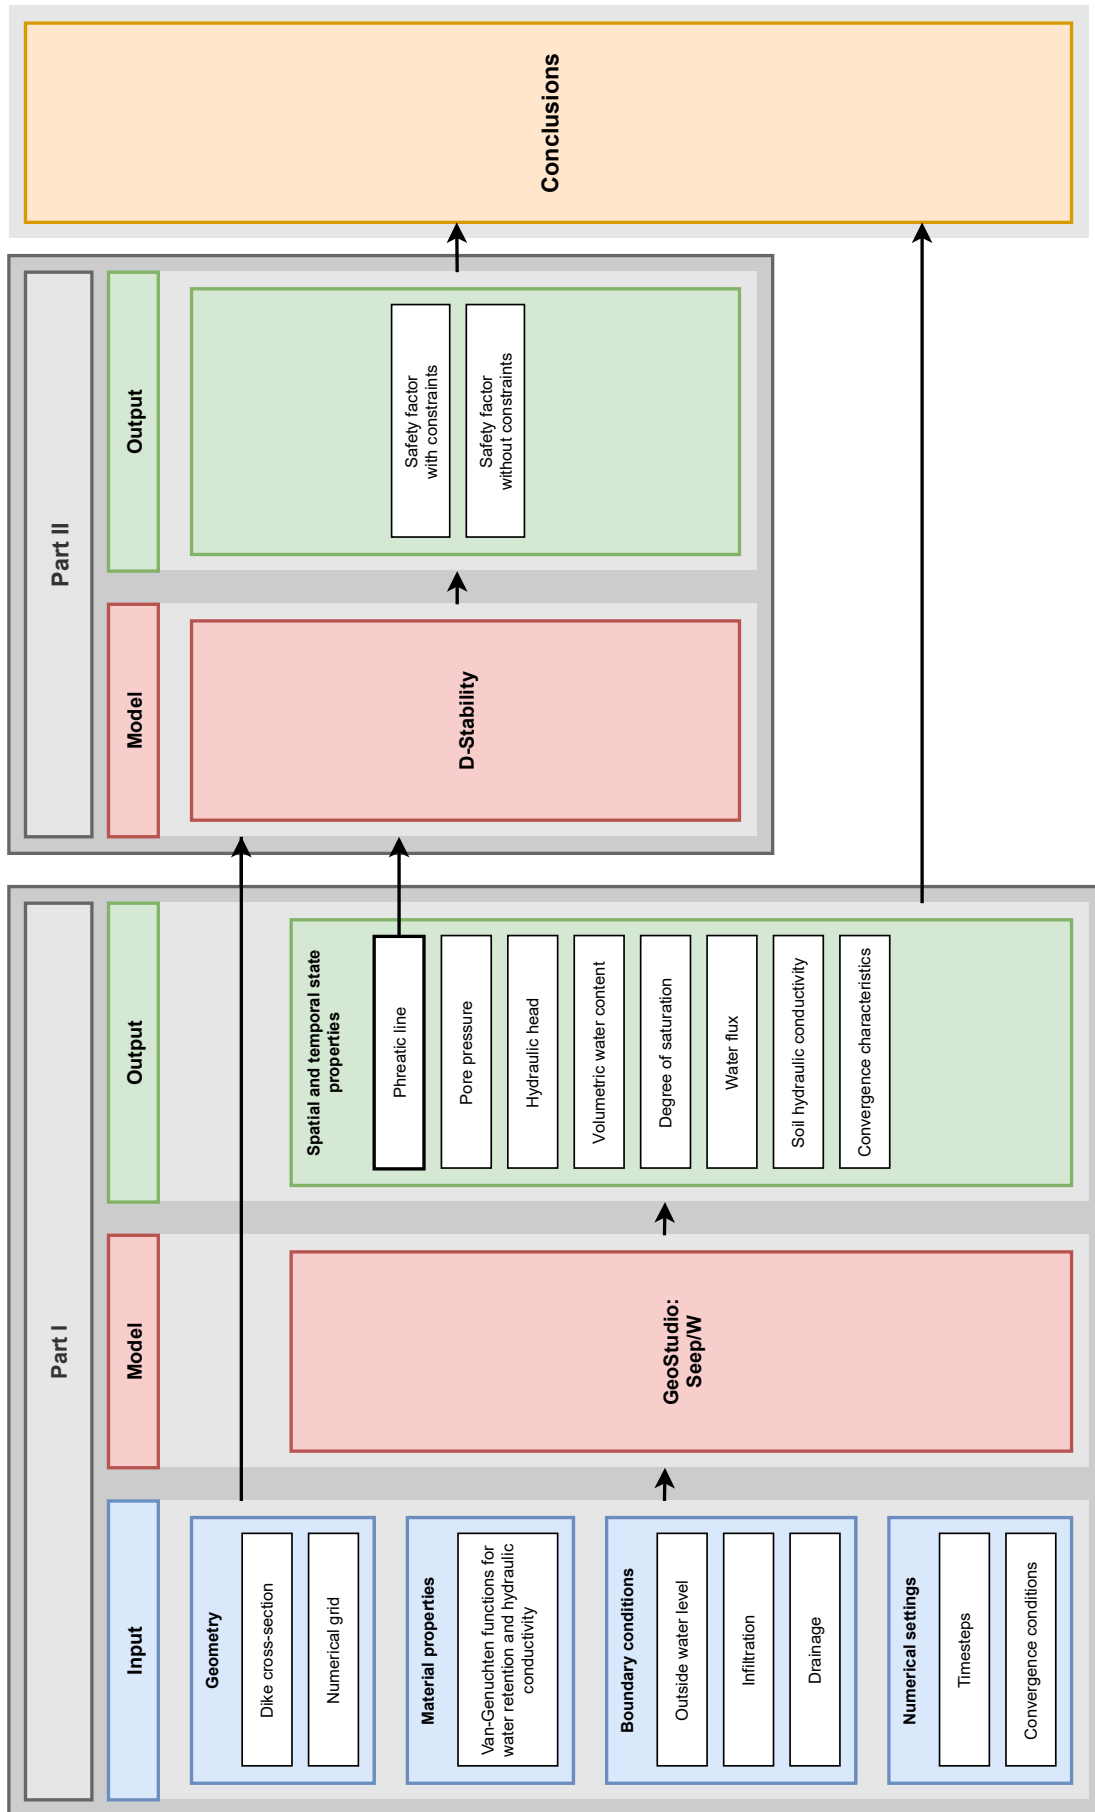 Part I
Input
Geometry
Dike cross-section
Numerical grid
Material properties
Van-Genuchten functions for
water retention and hydraulic
conductivity
Boundary conditions
Outside water level
Infiltration
Drainage
Numerical settings
Timesteps
Convergence conditions
Model
GeoStudio:
Seep/W
Output
Spatial and temporal state
properties
Phreatic line
Pore pressure
Hydraulic head
Volumetric water content
Degree of saturation
Water flux
Soil hydraulic conductivity
Convergence characteristics
Part II
Model
D-Stability
Output
Safety factor
with constraints
Safety factor
without constraints
Conclusions